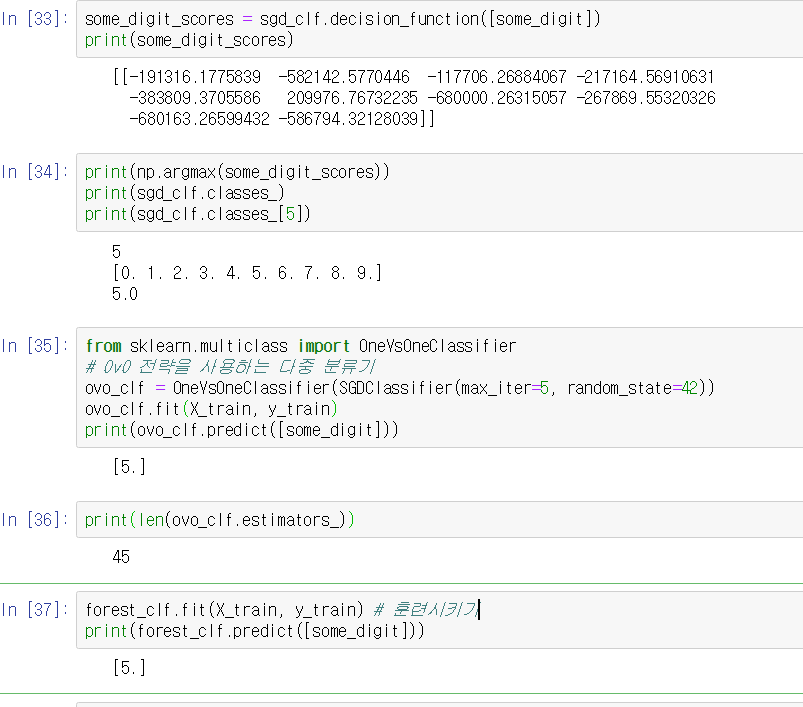 In [33]: some_digit_scores = sgd_clf.decision_function([some_digit])
print(some_digit_scores)
[[-191316.1775839 -582142.5770446 -117706.26884067 -217164.56910631
-383809.3705586 209976.76732235 -680000.26315057 -267869.55320326
-680163.26599432 -586794.32128039]]
In [34]: print(np.argmax(some_digit_scores))
print(sgd_clf.classes_)
print(sgd_clf.classes_[5])
5
[0. 1. 2. 3. 4. 5. 6. 7. 8. 9.]
5.0
In [35]: from sklearn.multiclass import OneVsOneClassifier
# OvO 전략을 사용하는 다중 분류기
ovo_clf = OneVsOneClassifier(SGDClassifier(max_iter=5, random_state=42))
ovo_clf.fit(X_train, y_train)
print(ovo_clf.predict([some_digit]))
[5.]
In [36]: print(len(ovo_clf.estimators_))
45
In [37]: forest_clf.fit(X_train, y_train) # 훈련시키기
print(forest_clf.predict([some_digit]))
[5.]